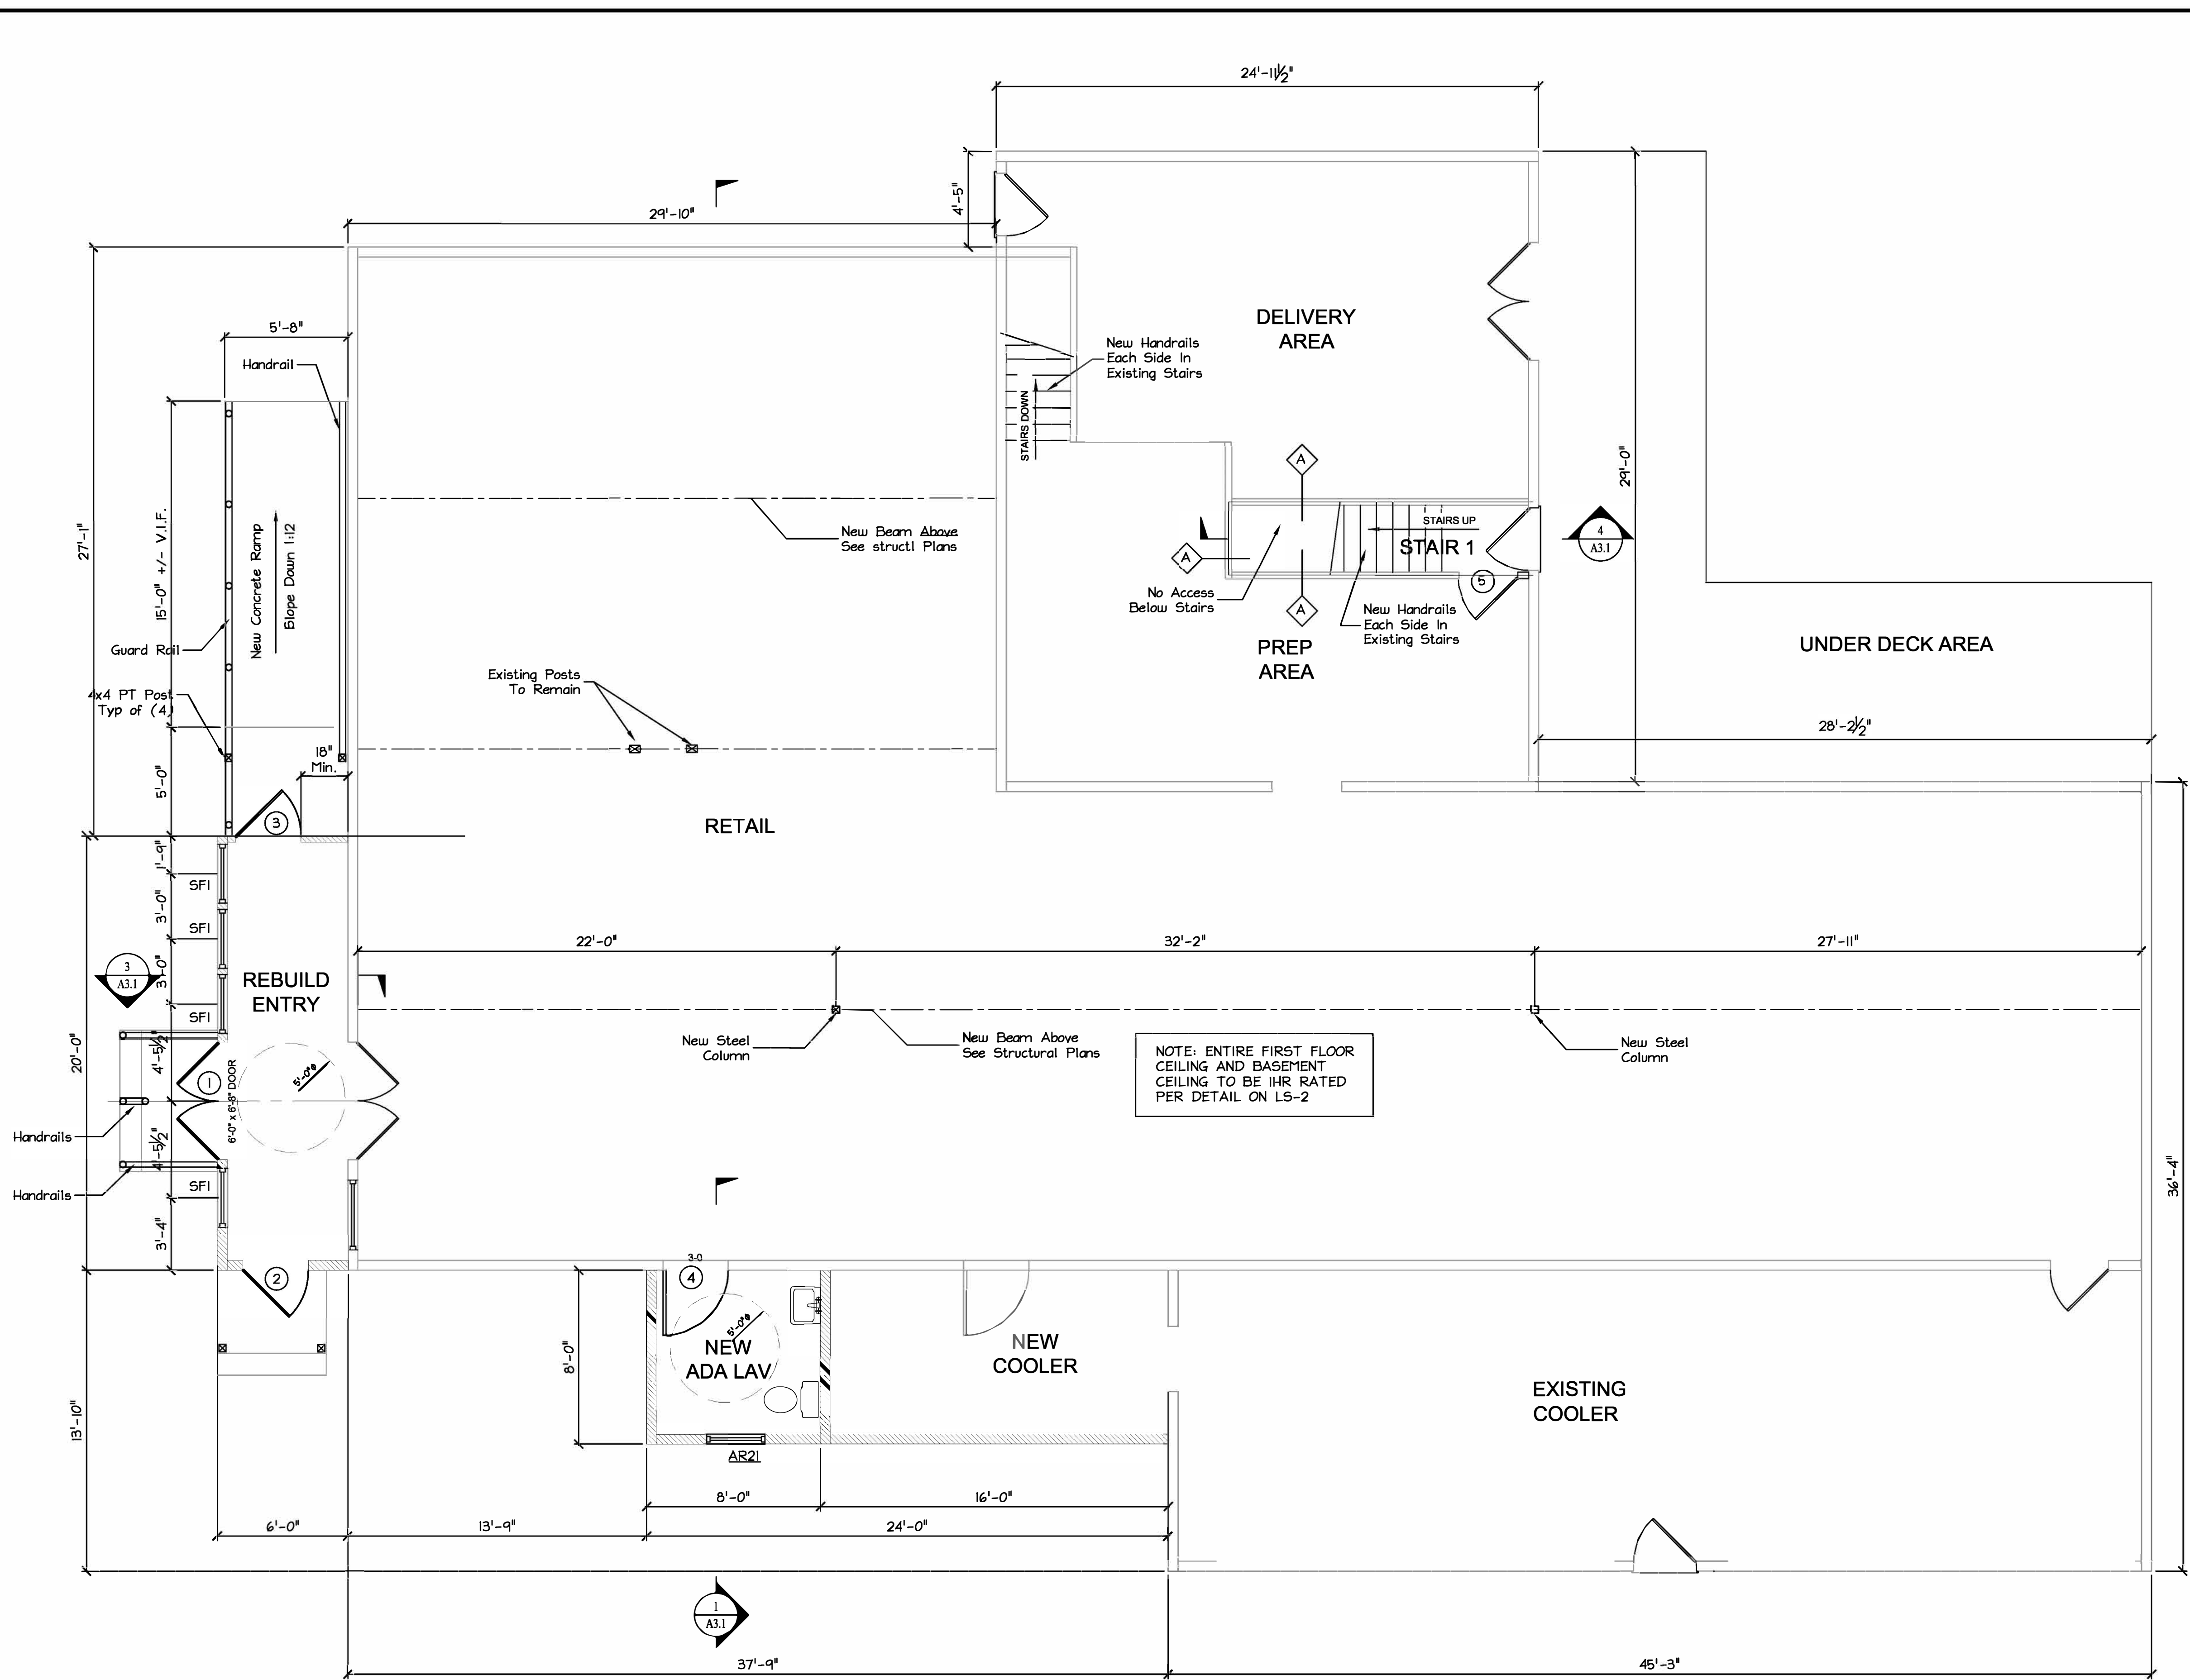 24'-11½"
4'-5"
29'-10"
DELIVERY
AREA
5'-8"
Handrail
New Handrails
Each Side In
Existing Stairs
STAIRS DOWN
A
29'-0"
27'-1"
15'-0" +/- V.I.F.
New Concrete Ramp
Slope Down 1:12
New Beam Above
See structl Plans
STAIRS UP
STAIR 1
4
A3.1
A
5
No Access
Below Stairs
A
New Handrails
Each Side In
Existing Stairs
Guard Rail
PREP
AREA
UNDER DECK AREA
Existing Posts
To Remain
4x4 PT Post
Typ of (4)
28'-2½"
18"
Min.
5'-0"
3
RETAIL
1'-9"
SF1
3'-0"
SF1
22'-0"
32'-2"
27'-11"
3
A3.1
3'-0"
REBUILD
ENTRY
SF1
20'-0"
4'-5½"
New Steel
Column
New Beam Above
See Structural Plans
NOTE: ENTIRE FIRST FLOOR
CEILING AND BASEMENT
CEILING TO BE 1HR RATED
PER DETAIL ON LS-2
New Steel
Column
1
6'-0" x 6'-8" DOOR
5'-0"Φ
Handrails
4'-5½"
SF1
Handrails
36'-4"
3'-4"
3-0
2
4
5'-0"Φ
8'-0"
NEW
ADA LAV
NEW
COOLER
EXISTING
COOLER
13'-10"
AR21
8'-0"
16'-0"
6'-0"
13'-9"
24'-0"
1
A3.1
37'-9"
45'-3"